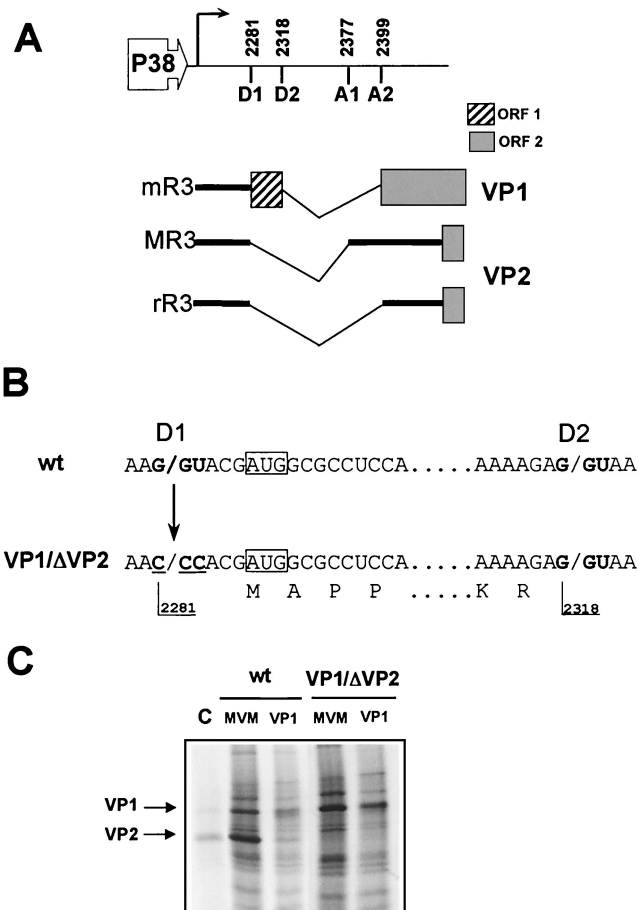 A
P38
2281 2318 2377 2399
D1 D2 A1 A2
ORF 1
ORF 2
mR3 VP1
MR3
VP2
rR3
B
D1 D2
wt AAG/GUACGAUGGCGCCUCCA.....AAAAGAG/GUAA
VP1/ΔVP2 AAC/CCACGAUGGCGCCUCCA.....AAAAGAG/GUAA
M A P P .....K R
2281 2318
C
wt VP1/ΔVP2
C MVM VP1 MVM VP1
VP1
VP2